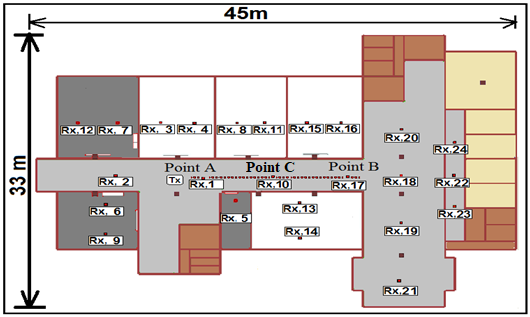 45m
33 m
Rx,12 Rx, 7 Rx, 3 Rx, 4 Rx, 8 Rx,11 Rx,15 Rx,16
Rx,20
Rx,24
Point A Point C Point B
Rx, 2 Tx Rx,1 Rx,10 Rx,17 Rx,18 Rx,22
Rx, 6 Rx, 5 Rx,13 Rx,23
Rx, 9 Rx,14 Rx,19
Rx,21